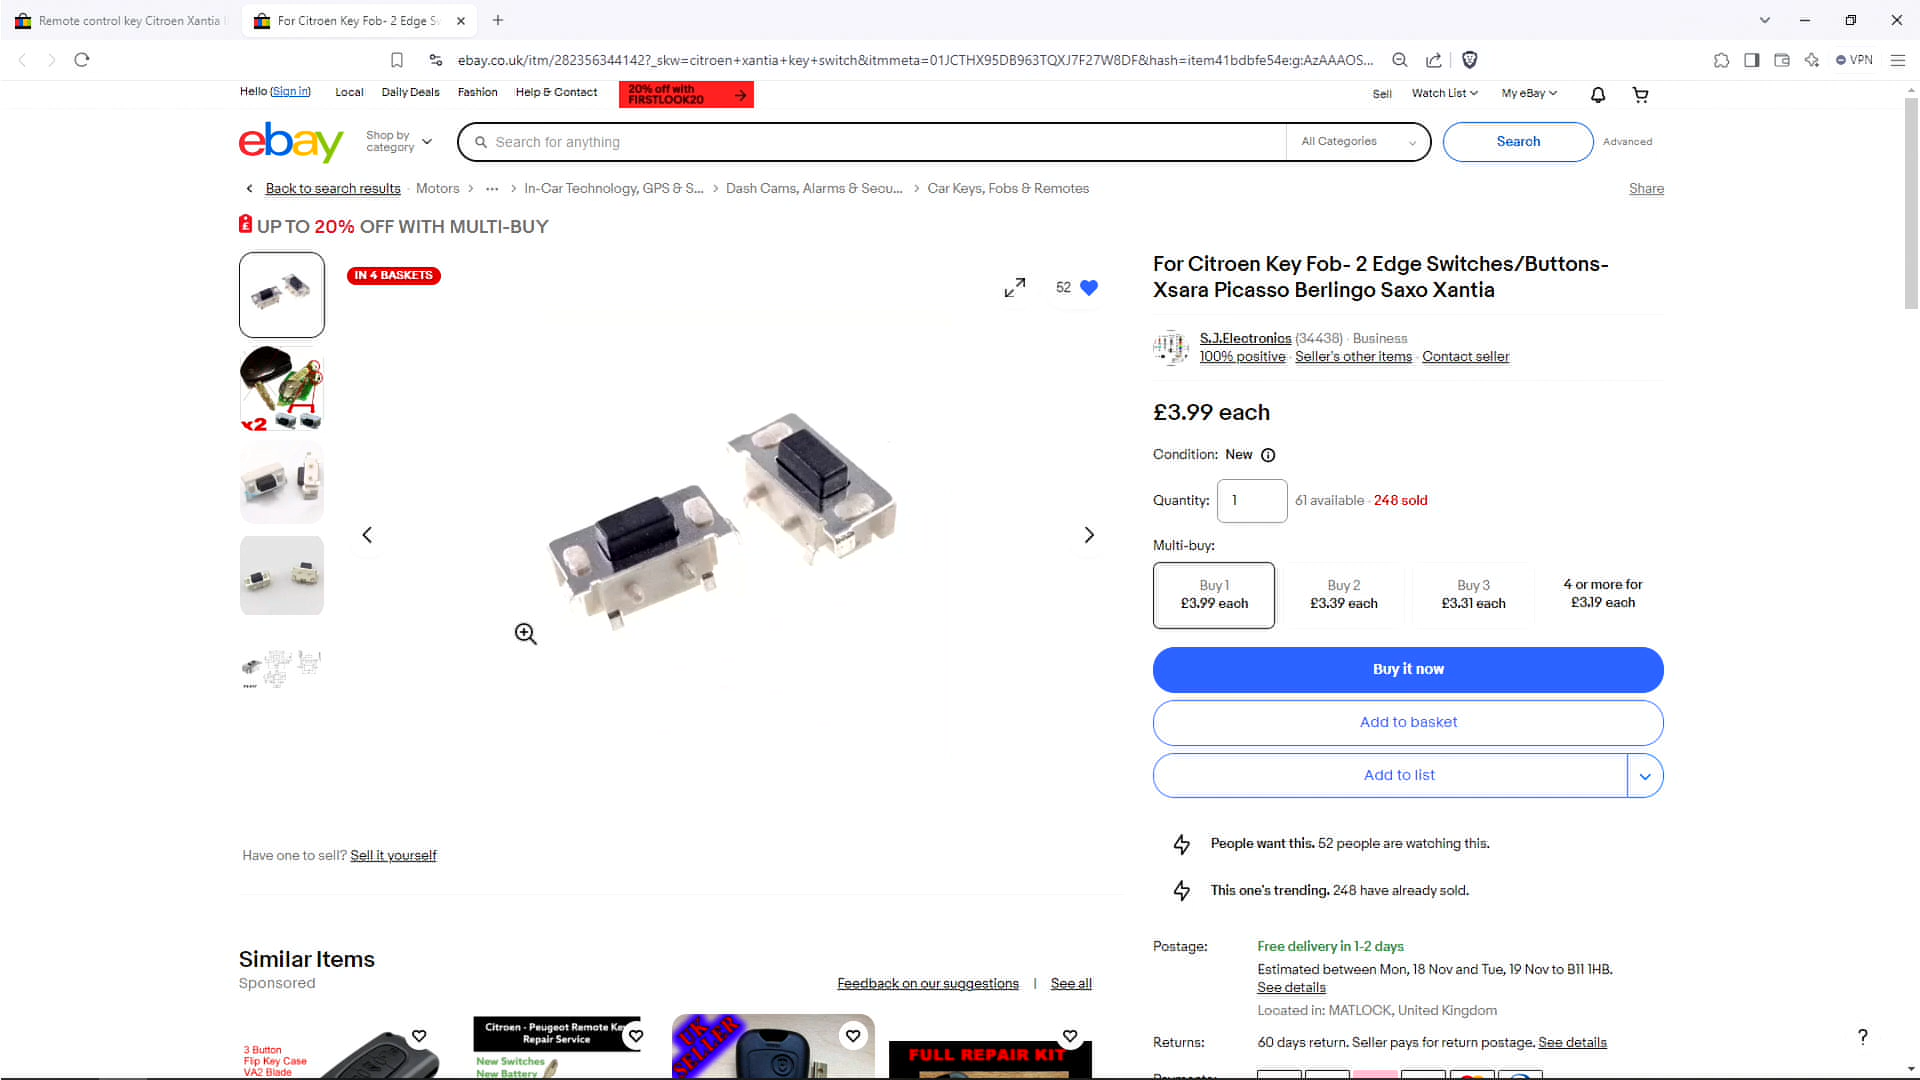 Remote control key Citroen Xantia
For Citroen Key Fob- 2 Edge Sw
ebay.co.uk/itm/282356344142?_skw=citroen+xantia+key+switch&itmmeta=01JCTHX95DB963TQXJ7F27W8DF&hash=item41bdbfe54e:g:AzAAAOS...
VPN
Hello (Sign in)
Local
Daily Deals
Fashion
Help & Contact
20% off with
FIRSTLOOK20
Sell
Watch List
My eBay
ebay
Shop by
category
Search for anything
All Categories
Search
Advanced
Back to search results
Motors
...
In-Car Technology, GPS & S...
Dash Cams, Alarms & Secu...
Car Keys, Fobs & Remotes
Share
UP TO 20% OFF WITH MULTI-BUY
IN 4 BASKETS
52
x2
For Citroen Key Fob- 2 Edge Switches/Buttons-
Xsara Picasso Berlingo Saxo Xantia
S.J.Electronics (34438) · Business
100% positive · Seller's other items · Contact seller
£3.99 each
Condition: New
Quantity: 1 61 available · 248 sold
Multi-buy:
Buy 1
£3.99 each
Buy 2
£3.39 each
Buy 3
£3.31 each
4 or more for
£3.19 each
Buy it now
Add to basket
Add to list
People want this. 52 people are watching this.
This one's trending. 248 have already sold.
Have one to sell? Sell it yourself
Postage: Free delivery in 1-2 days
Estimated between Mon, 18 Nov and Tue, 19 Nov to B11 1HB.
See details
Located in: MATLOCK, United Kingdom
Returns: 60 days return. Seller pays for return postage. See details
Similar Items
Sponsored
Feedback on our suggestions | See all
3 Button
Flip Key Case
VA2 Blade
Citroen - Peugeot Remote Key
Repair Service
New Switches
New Battery
UK
SELLER
FULL REPAIR KIT
?